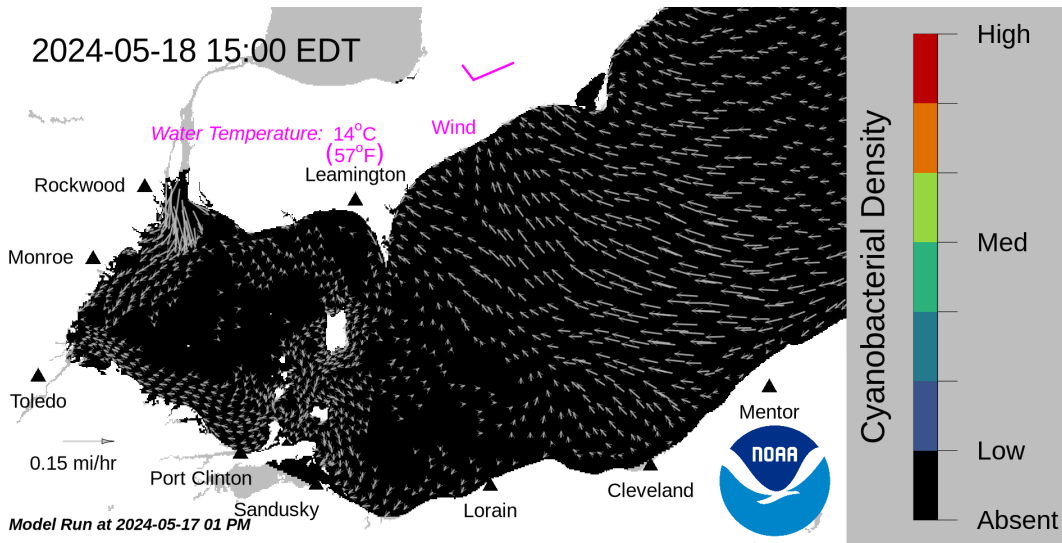 2024-05-18 15:00 EDT
High
Water Temperature: 14°C
(57°F)
Wind
Leamington
Rockwood
Monroe
Cyanobacterial Density
Med
Toledo
Mentor
0.15 mi/hr
NOAA
Low
Port Clinton
Cleveland
Sandusky
Lorain
Model Run at 2024-05-17 01 PM
Absent